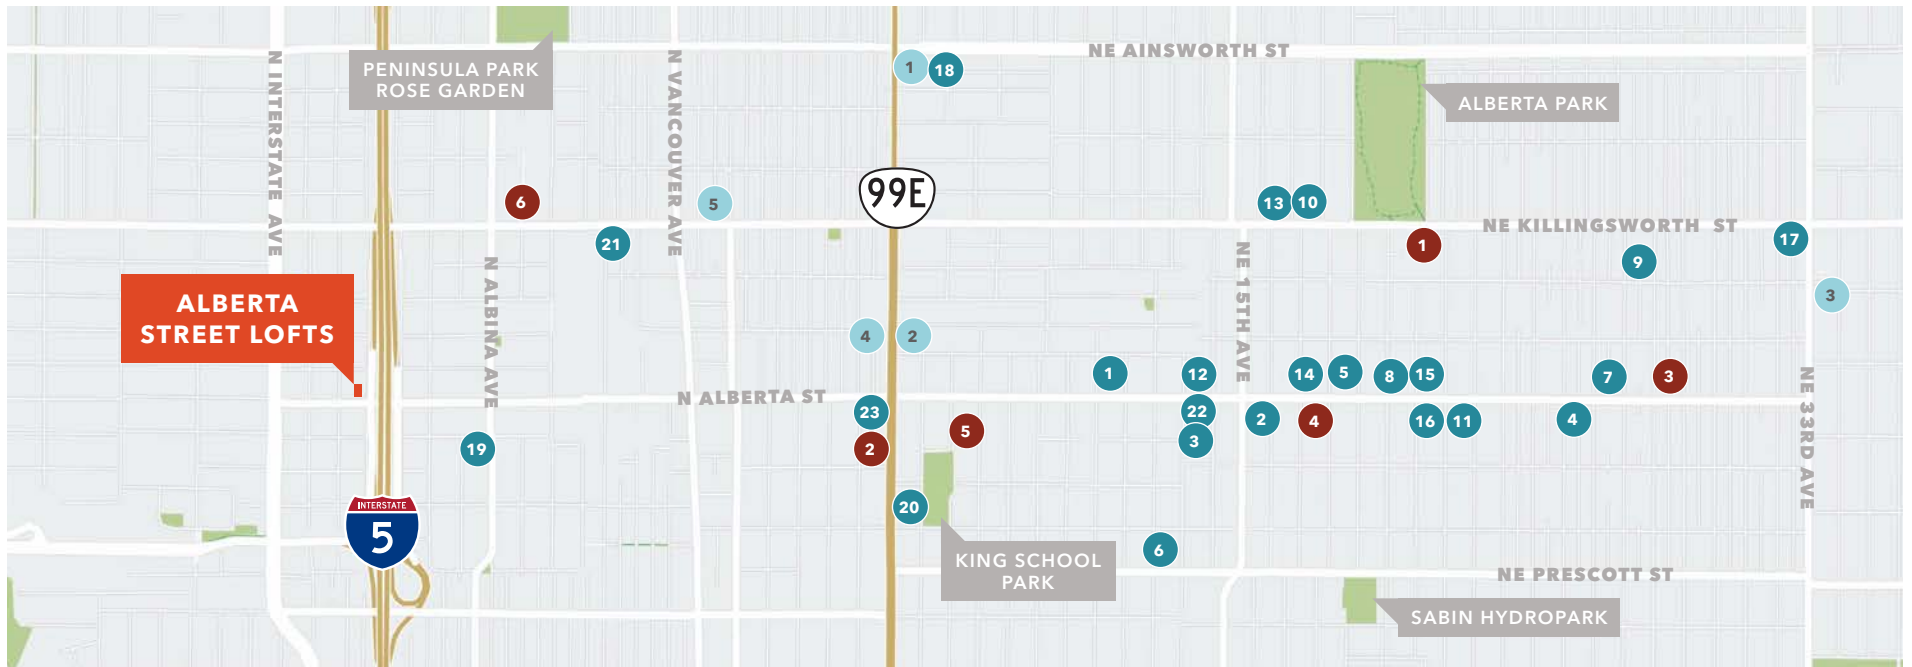 NE AINSWORTH ST
PENINSULA PARK
ROSE GARDEN
N INTERSTATE AVE
N VANCOUVER AVE
1
18
ALBERTA PARK
99E
6
5
13
10
NE KILLINGSWORTH ST
21
1
17
9
ALBERTA
STREET LOFTS
N ALBINA AVE
NE 15TH AVE
3
4
2
1
12
14
5
8
15
7
3
NE 33RD AVE
N ALBERTA ST
23
22
2
4
16
11
4
5
3
19
2
INTERSTATE
5
20
6
KING SCHOOL
PARK
NE PRESCOTT ST
SABIN HYDROPARK